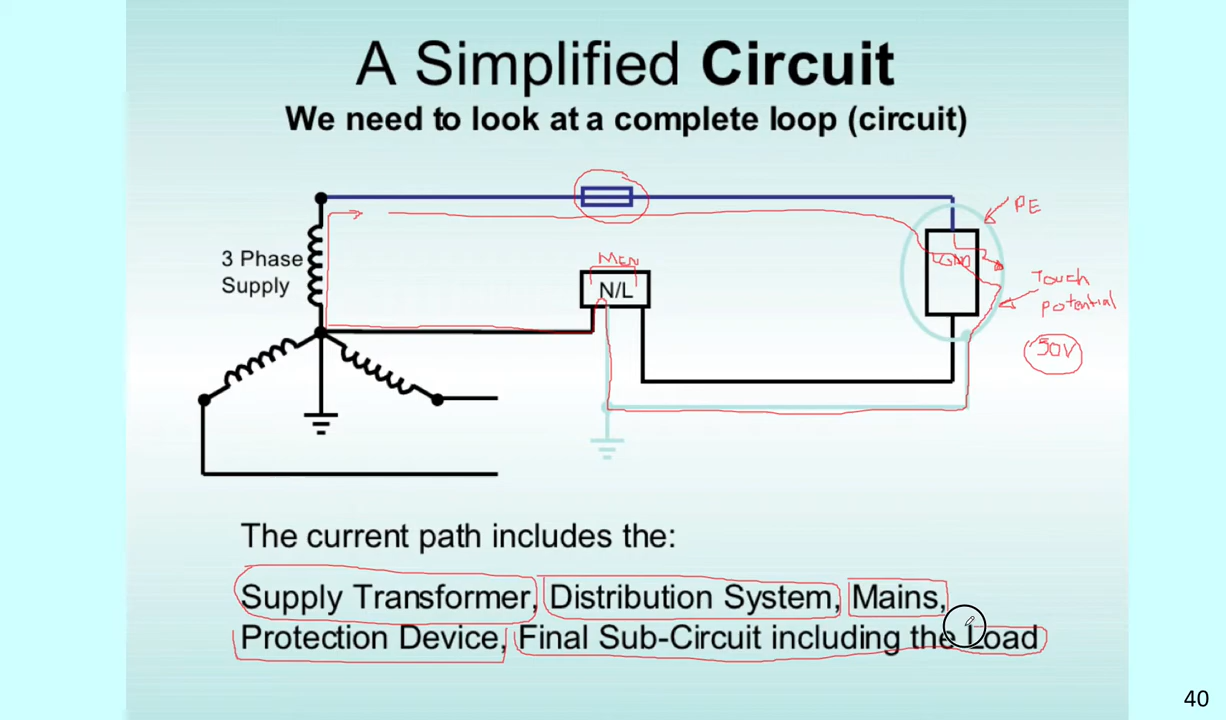 A Simplified Circuit
We need to look at a complete loop (circuit)
PE
3 Phase
Supply
MEN
N/L
Touch
potential
50V
The current path includes the:
Supply Transformer, Distribution System, Mains,
Protection Device, Final Sub-Circuit including the Load
40